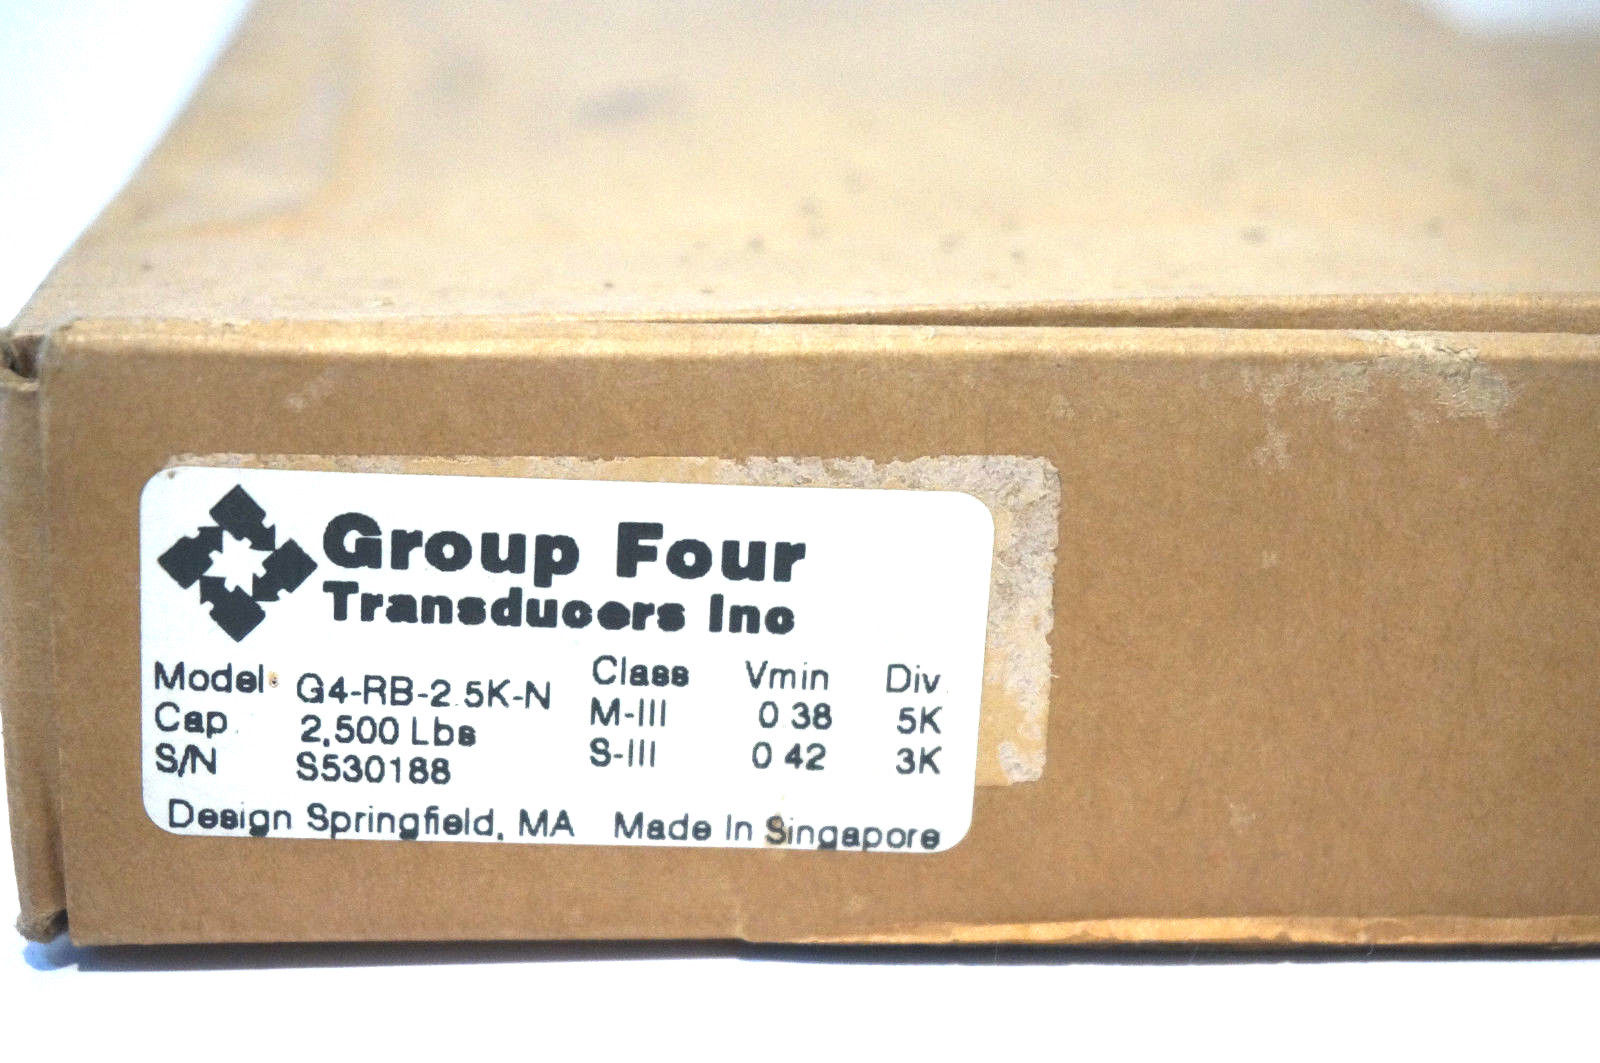 Group Four
Transducers Inc
Model: G4-RB-2.5K-N
Cap. 2,500 Lbs
S/N S530188
Class Vmin Div.
M-III 0.38 5K
S-III 0.42 3K
Design Springfield, MA Made In Singapore